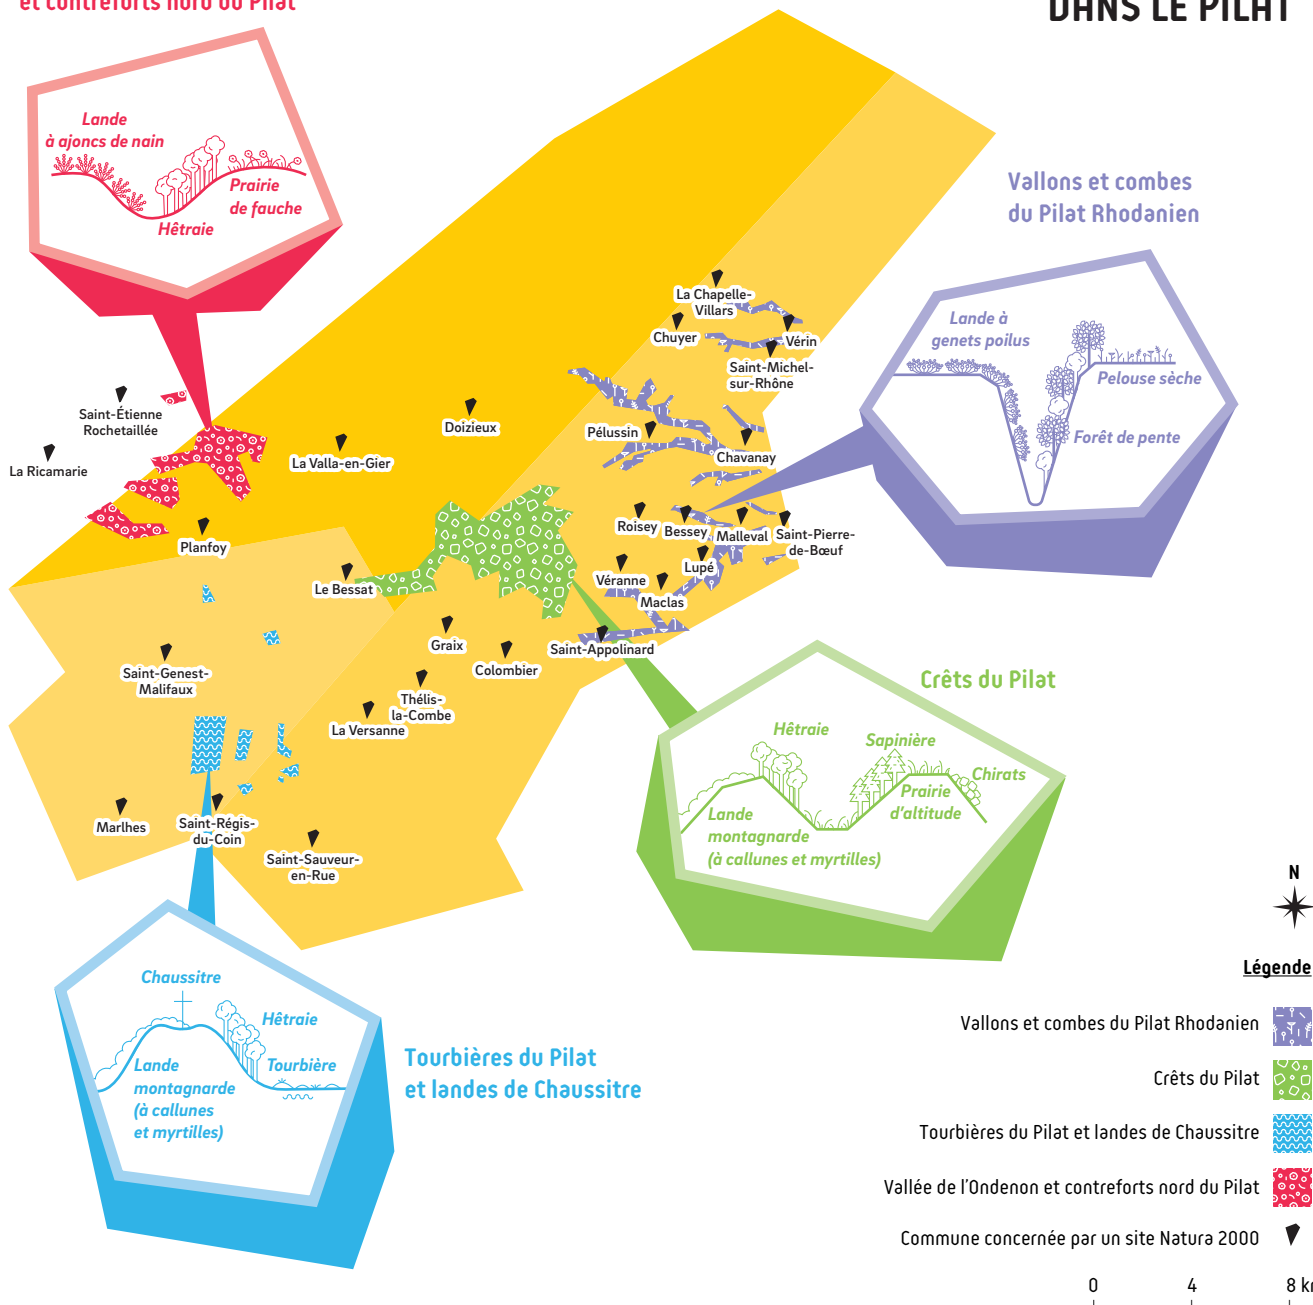 et contreforts nord du Pilat
DANS LE PILAT
Lande
à ajoncs de nain
Prairie
de fauche
Hêtraie
Vallons et combes
du Pilat Rhodanien
Lande à
genets poilus
Pelouse sèche
Forêt de pente
La Chapelle-
Villars
Chuyer
Vérin
Saint-Michel-
sur-Rhône
Saint-Étienne
Rochetaillée
La Ricamarie
Doizieux
La Valla-en-Gier
Pélussin
Chavanay
Planfoy
Roisey
Bessey
Malleval
Saint-Pierre-
de-Bœuf
Lupé
Le Bessat
Véranne
Maclas
Graix
Colombier
Saint-Appolinard
Saint-Genest-
Malifaux
Thélis-
la-Combe
La Versanne
Marlhes
Saint-Régis-
du-Coin
Saint-Sauveur-
en-Rue
Crêts du Pilat
Hêtraie
Sapinière
Chirats
Prairie
d'altitude
Lande
montagnarde
(à callunes et myrtilles)
Chaussitre
Hêtraie
Tourbière
Lande
montagnarde
(à callunes
et myrtilles)
Tourbières du Pilat
et landes de Chaussitre
N
Légende
Vallons et combes du Pilat Rhodanien
Crêts du Pilat
Tourbières du Pilat et landes de Chaussitre
Vallée de l'Ondenon et contreforts nord du Pilat
Commune concernée par un site Natura 2000
0 4 8 km